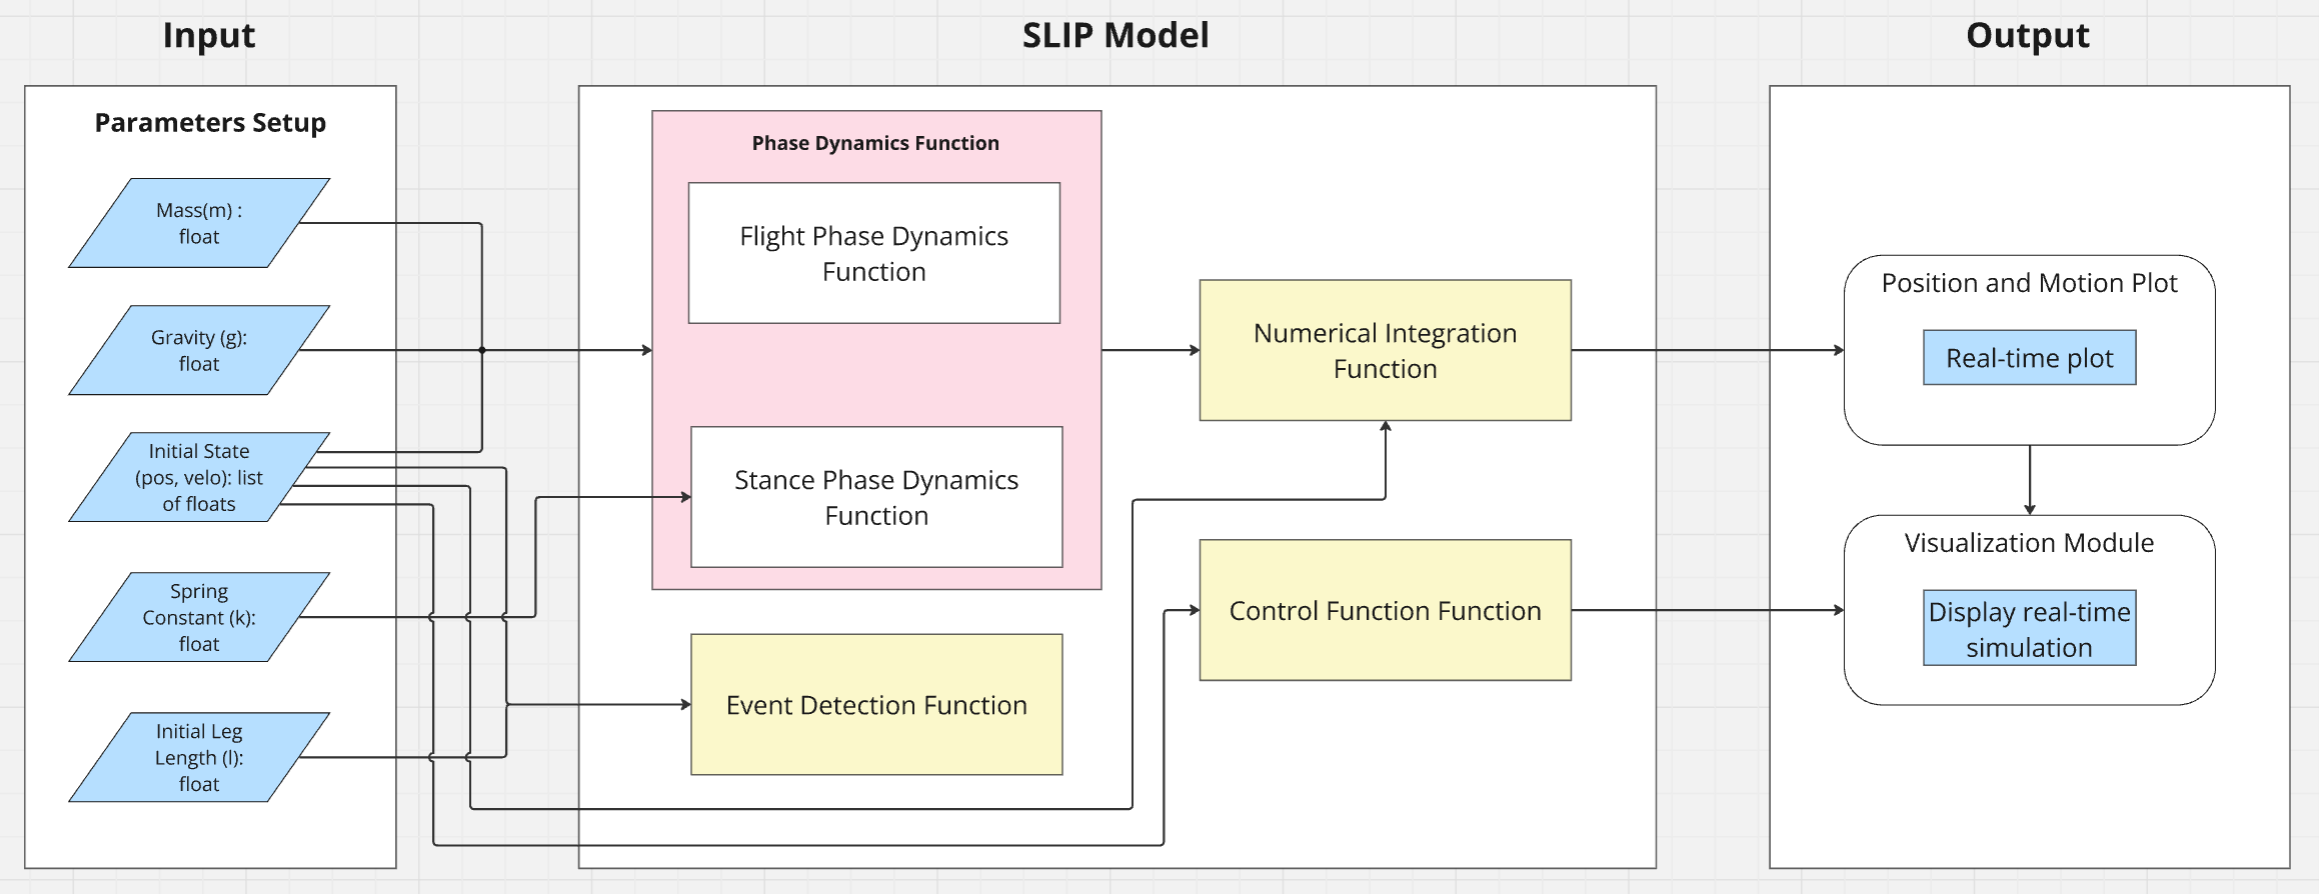 Input
SLIP Model
Output
Parameters Setup
Mass(m) :
float
Gravity (g):
float
Initial State
(pos, velo): list
of floats
Spring
Constant (k):
float
Initial Leg
Length (l):
float
Phase Dynamics Function
Flight Phase Dynamics
Function
Stance Phase Dynamics
Function
Event Detection Function
Numerical Integration
Function
Control Function Function
Position and Motion Plot
Real-time plot
Visualization Module
Display real-time
simulation